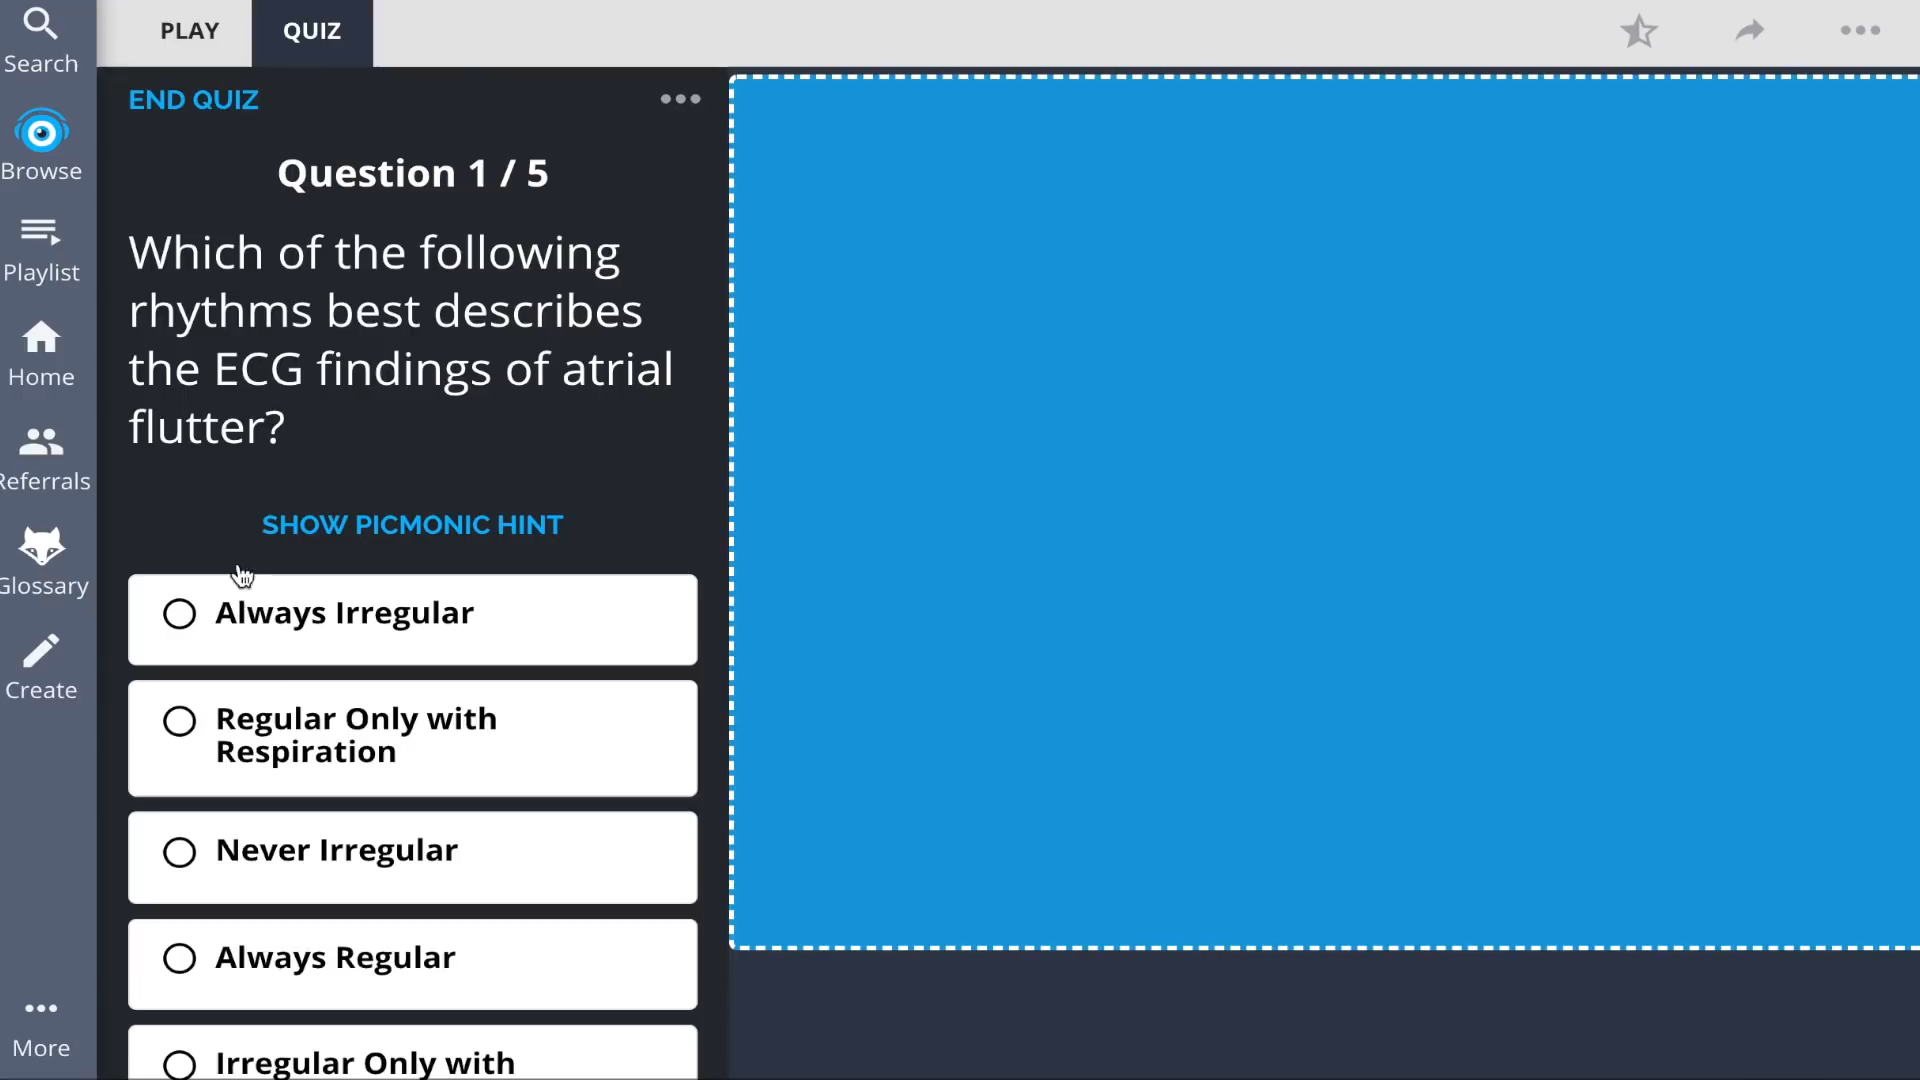 PLAY
QUIZ
Search
Browse
Playlist
Home
Referrals
Glossary
Create
More
END QUIZ
Question 1 / 5
Which of the following
rhythms best describes
the ECG findings of atrial
flutter?
SHOW PICMONIC HINT
Always Irregular
Regular Only with
Respiration
Never Irregular
Always Regular
Irregular Only with